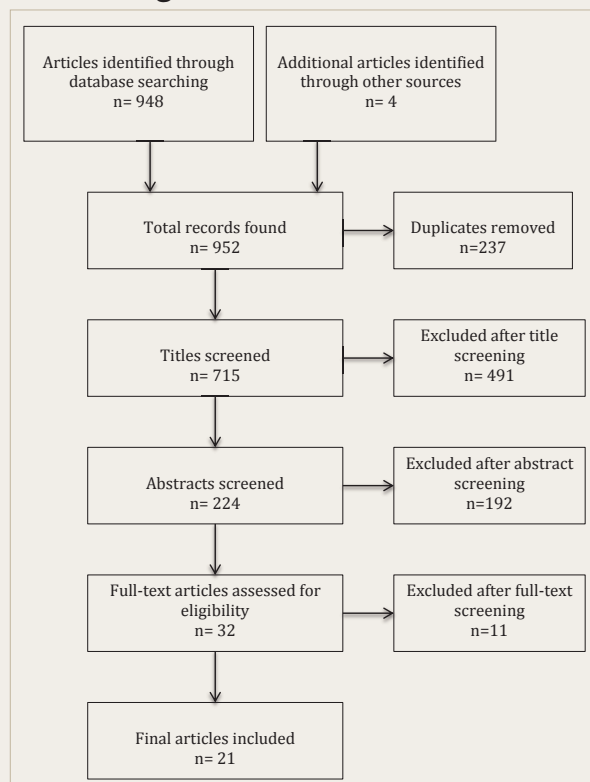 Articles identified through
database searching
n= 948
Additional articles identified
through other sources
n= 4
Total records found
n= 952
Duplicates removed
n=237
Titles screened
n= 715
Excluded after title
screening
n= 491
Abstracts screened
n= 224
Excluded after abstract
screening
n=192
Full-text articles assessed for
eligibility
n= 32
Excluded after full-text
screening
n=11
Final articles included
n= 21